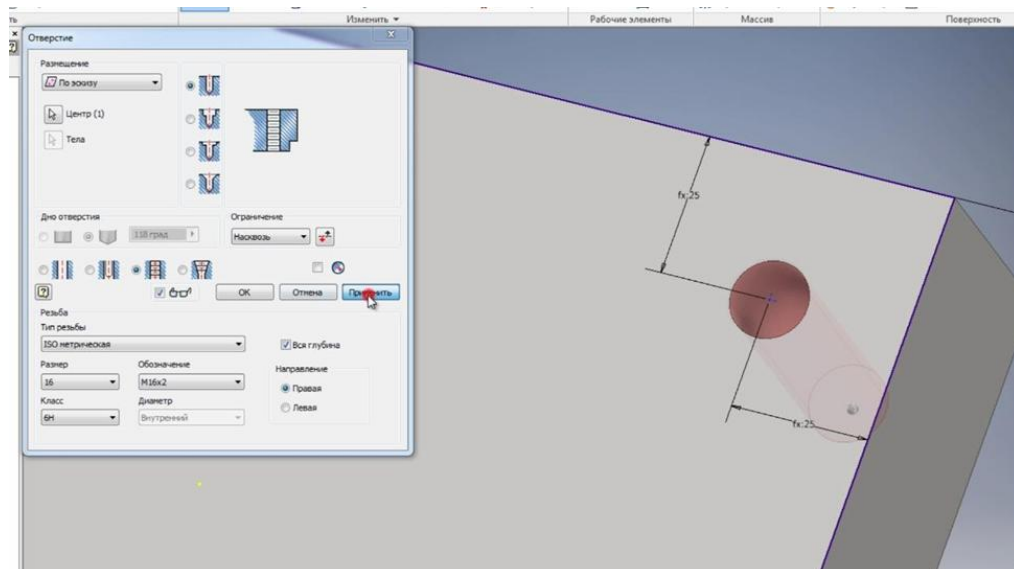 ть
Изменить
Рабочие элементы
Массив
Поверхность
Отверстие
Размещение
По эскизу
Центр (1)
Тела
Дно отверстия
118 град
Ограничение
Насквозь
OK
Отмена
Применить
Резьба
Тип резьбы
ISO метрическая
Вся глубина
Размер
Обозначение
16
M16x2
Направление
Правая
Левая
Класс
Диаметр
6H
Внутренний
fx:25
fx:25